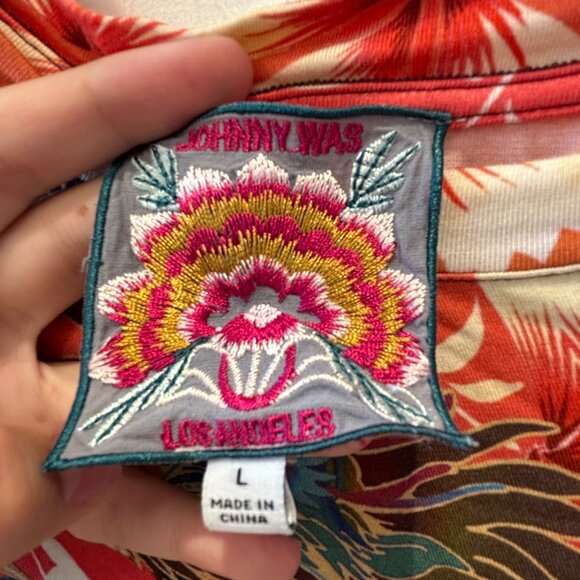 JOHNNY WAS
LOS ANGELES
L
MADE IN
CHINA